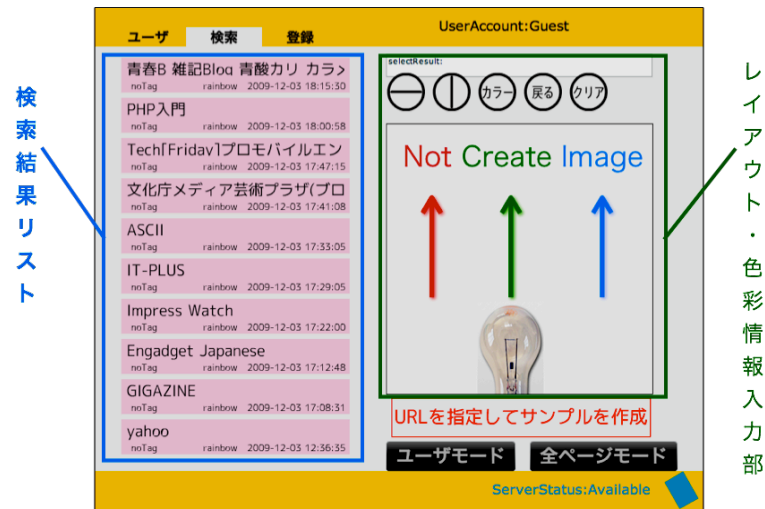 ユーザ 検索 登録
UserAccount:Guest
検索結果リスト
青春B 雑記Blog 青酸カリ カラ>
noTag rainbow 2009-12-03 18:15:30
PHP入門
noTag rainbow 2009-12-03 18:00:58
Tech[Friday]プロモバイルエン
noTag rainbow 2009-12-03 17:47:15
文化庁メディア芸術プラザ(ブロ
noTag rainbow 2009-12-03 17:41:08
ASCII
noTag rainbow 2009-12-03 17:33:05
IT-PLUS
noTag rainbow 2009-12-03 17:29:05
Impress Watch
noTag rainbow 2009-12-03 17:22:00
Engadget Japanese
noTag rainbow 2009-12-03 17:12:48
GIGAZINE
noTag rainbow 2009-12-03 17:08:31
yahoo
noTag rainbow 2009-12-03 12:36:35
selectResult:
カラー 戻る クリア
Not Create Image
URLを指定してサンプルを作成
ユーザモード 全ページモード
ServerStatus:Available
レイアウト・色彩情報入力部